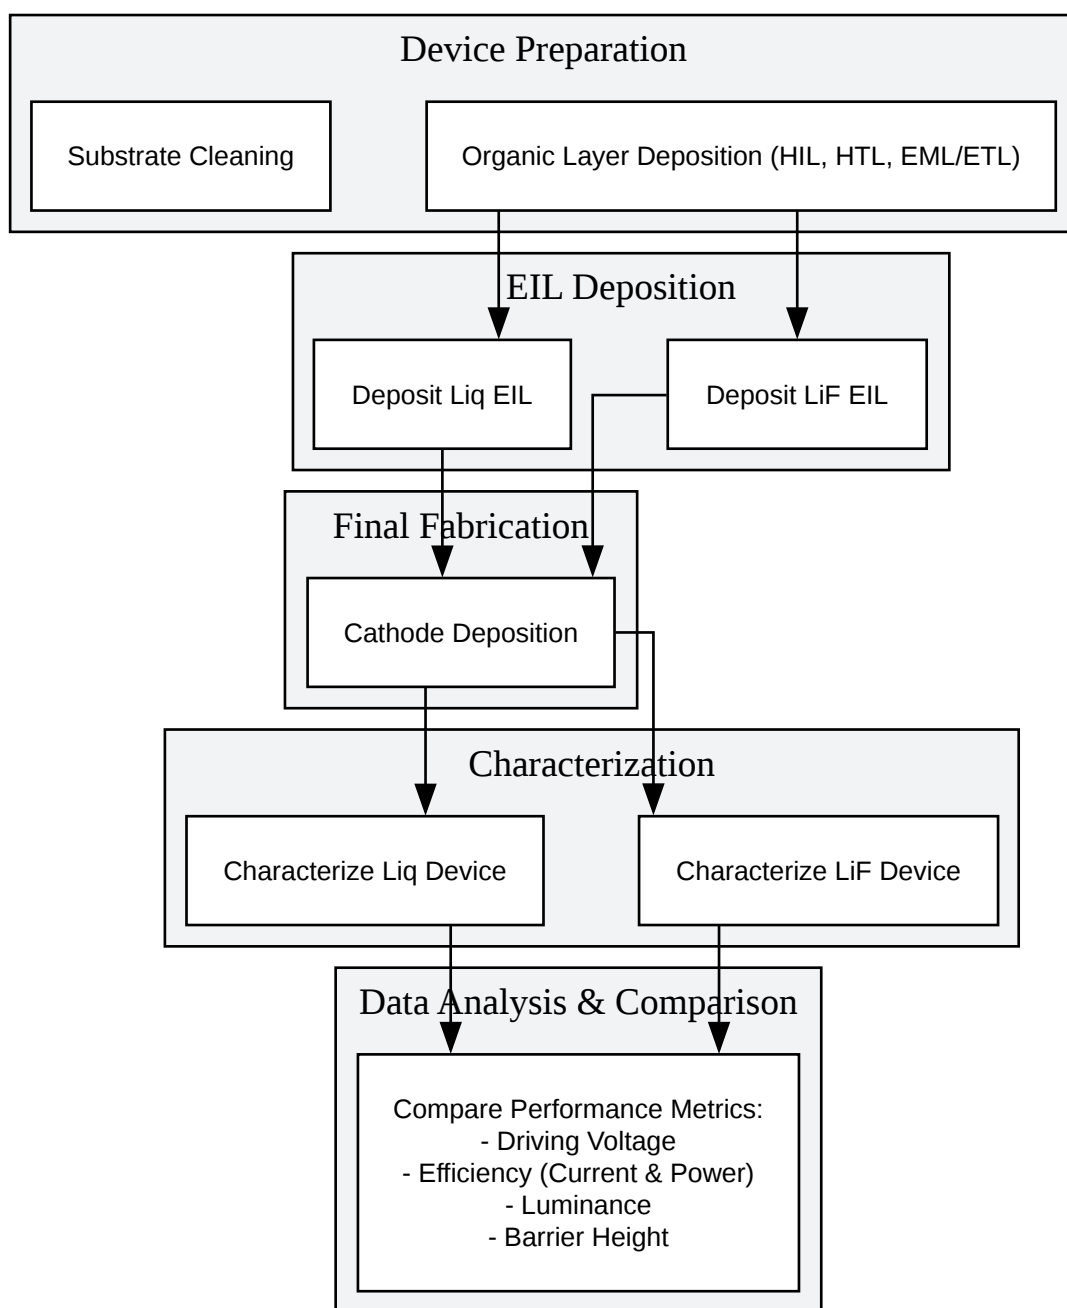 Device Preparation
Substrate Cleaning
Organic Layer Deposition (HIL, HTL, EML/ETL)
EIL Deposition
Deposit Liq EIL
Deposit LiF EIL
Final Fabrication
Cathode Deposition
Characterization
Characterize Liq Device
Characterize LiF Device
Data Analysis & Comparison
Compare Performance Metrics:
- Driving Voltage
- Efficiency (Current & Power)
- Luminance
- Barrier Height